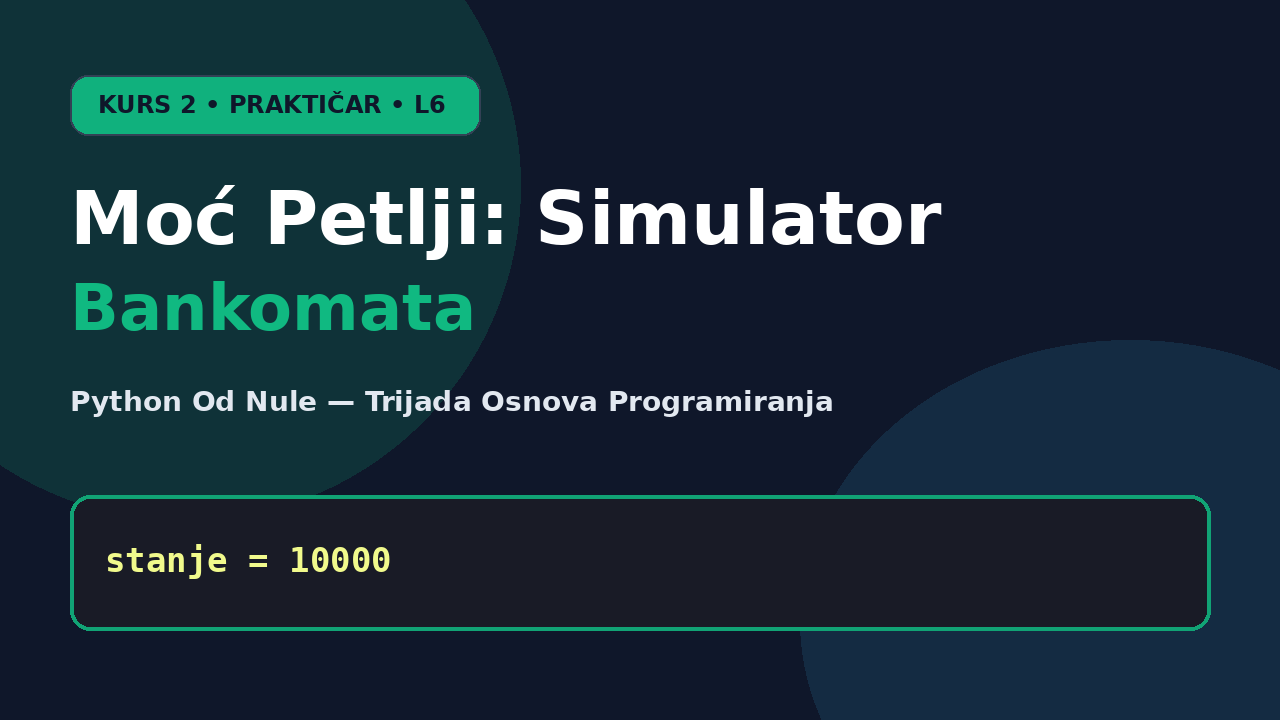 KURS 2 • PRAKTIČAR • L6
Moć Petlji: Simulator
Bankomata
Python Od Nule — Trijada Osnova Programiranja
stanje = 10000